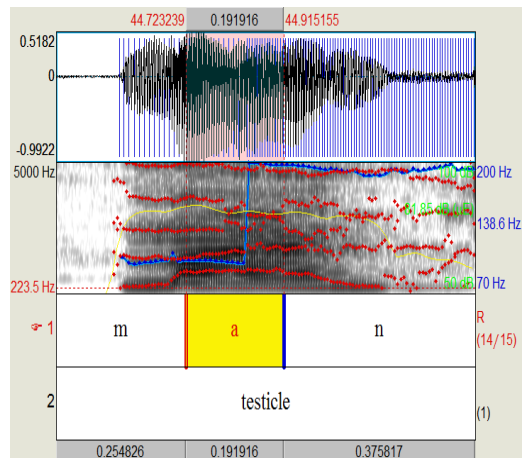 44.723239 0.191916 44.915155
0.5182
0
-0.9922
5000 Hz 200 Hz
138.6 Hz
223.5 Hz 70 Hz
1 m a n R
(14/15)
2 testicle (1)
0.254826 0.191916 0.375817